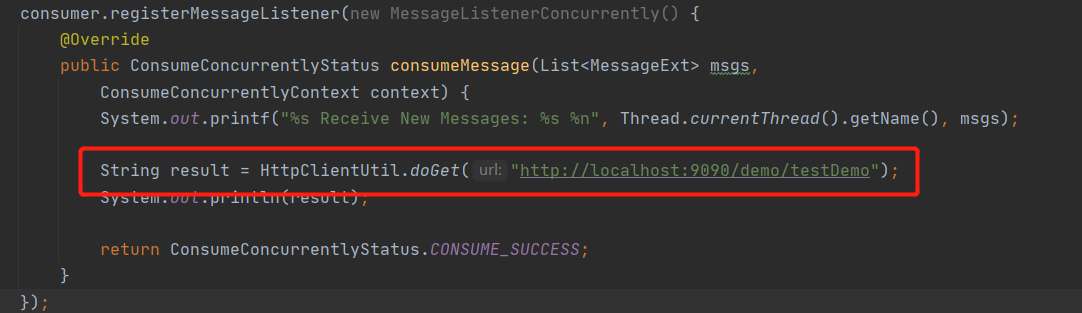 consumer.registerMessageListener(new MessageListenerConcurrently() {
@Override
public ConsumeConcurrentlyStatus consumeMessage(List<MessageExt> msgs,
ConsumeConcurrentlyContext context) {
System.out.printf("%s Receive New Messages: %s %n", Thread.currentThread().getName(), msgs);
String result = HttpClientUtil.doGet( url: "http://localhost:9090/demo/testDemo");
System.out.println(result);
return ConsumeConcurrentlyStatus.CONSUME_SUCCESS;
}
});